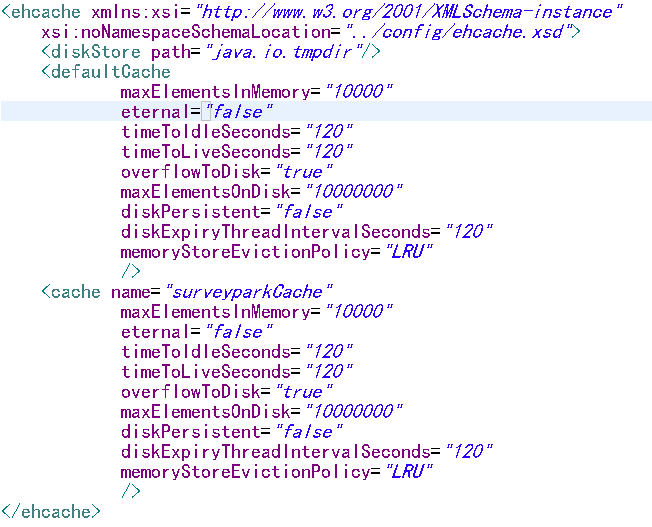 <ehcache xmlns:xsi="http://www.w3.org/2001/XMLSchema-instance"
xsi:noNamespaceSchemaLocation="../config/ehcache.xsd">
<diskStore path="java.io.tmpdir"/>
<defaultCache
maxElementsInMemory="10000"
eternal="false"
timeToIdleSeconds="120"
timeToLiveSeconds="120"
overflowToDisk="true"
maxElementsOnDisk="10000000"
diskPersistent="false"
diskExpiryThreadIntervalSeconds="120"
memoryStoreEvictionPolicy="LRU"
/>
<cache name="surveyparkCache"
maxElementsInMemory="10000"
eternal="false"
timeToIdleSeconds="120"
timeToLiveSeconds="120"
overflowToDisk="true"
maxElementsOnDisk="10000000"
diskPersistent="false"
diskExpiryThreadIntervalSeconds="120"
memoryStoreEvictionPolicy="LRU"
/>
</ehcache>